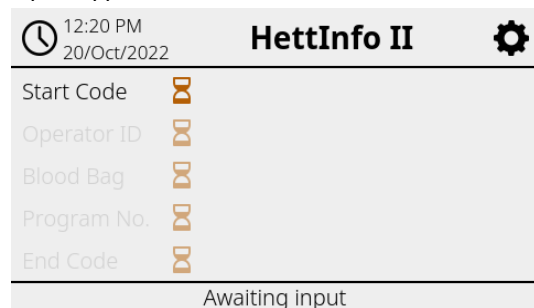 12:20 PM
20/Oct/2022
HettInfo II
Start Code
Operator ID
Blood Bag
Program No.
End Code
Awaiting input